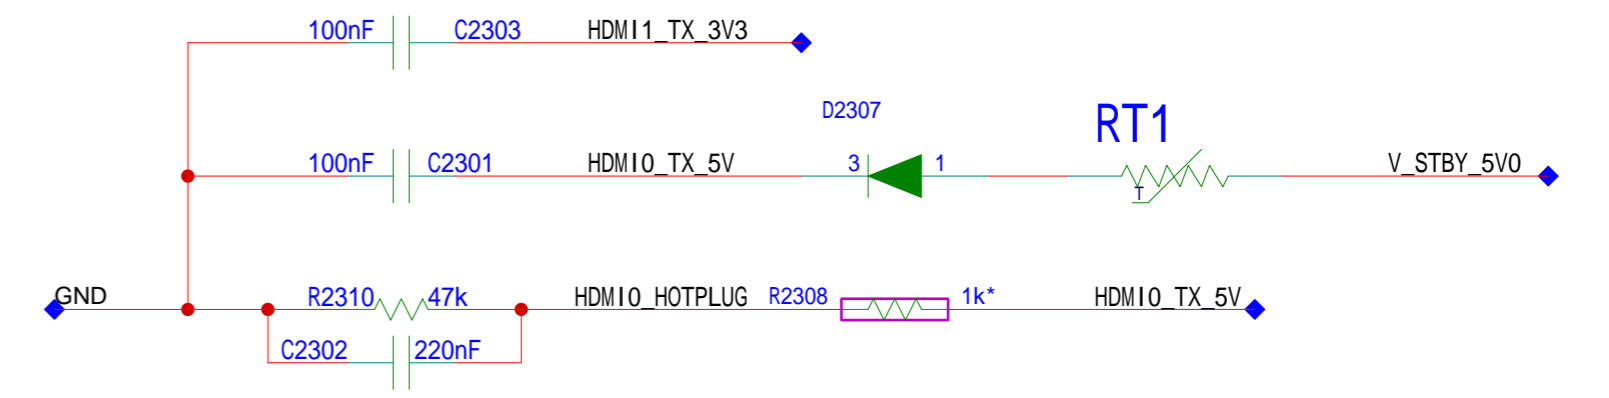 100nF C2303 HDMI1_TX_3V3
D2307
RT1
100nF C2301 HDMI0_TX_5V 3 1 V_STBY_5V0
T
GND R2310 47k HDMI0_HOTPLUG R2308 1k* HDMI0_TX_5V
C2302 220nF